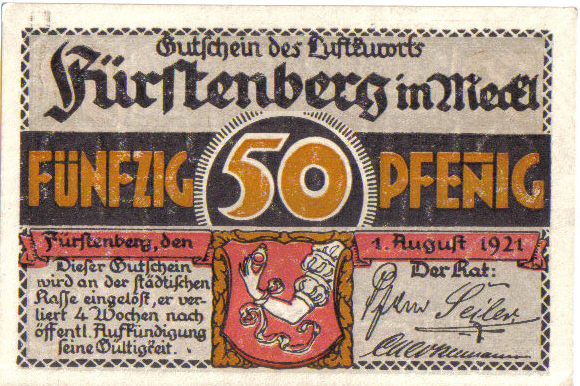 Gutschein des Luftkurorts
Fürstenberg in Meckl
FÜNFZIG 50 PFENNIG
Fürstenberg, den 1. August 1921
Dieser Gutschein
wird an der städtischen
Kasse eingelöst, er ver-
liert 4 Wochen nach
öffentl. Aufkündigung
seine Gültigkeit.
Der Rat:
Seiler